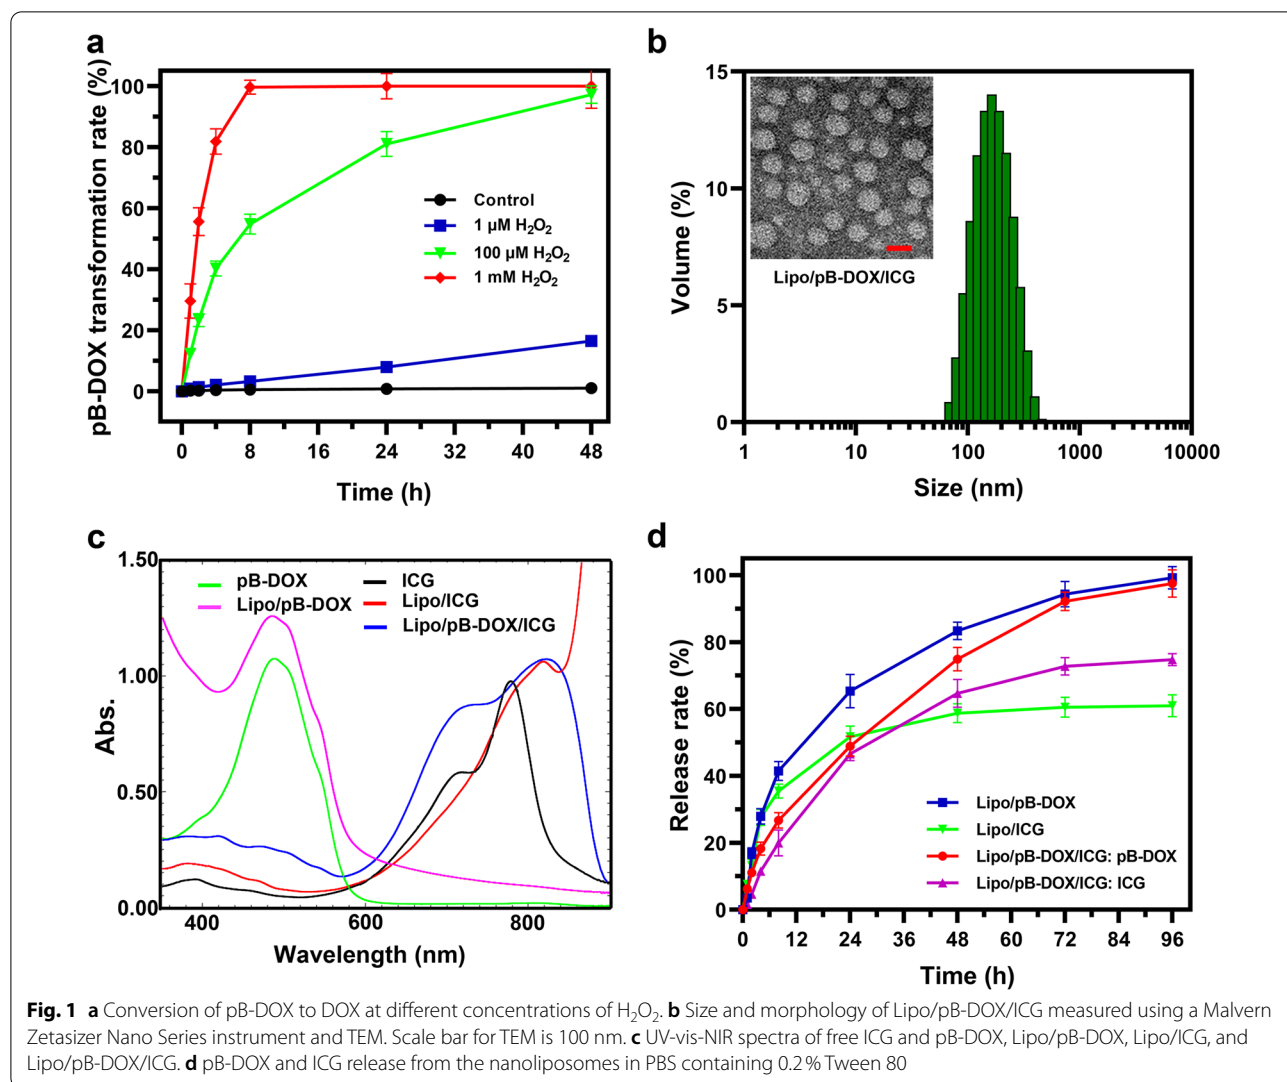 a
pB-DOX transformation rate (%)
100
80
60
40
20
0
Control
1 µM H₂O₂
100 µM H₂O₂
1 mM H₂O₂
0 8 16 24 32 40 48
Time (h)
b
Volume (%)
15
10
5
0
Lipo/pB-DOX/ICG
1 10 100 1000 10000
Size (nm)
c
Abs.
1.50
1.00
0.50
0.00
pB-DOX
Lipo/pB-DOX
ICG
Lipo/ICG
Lipo/pB-DOX/ICG
400 600 800
Wavelength (nm)
d
Release rate (%)
100
80
60
40
20
0
Lipo/pB-DOX
Lipo/ICG
Lipo/pB-DOX/ICG: pB-DOX
Lipo/pB-DOX/ICG: ICG
0 12 24 36 48 60 72 84 96
Time (h)
Fig. 1 a Conversion of pB-DOX to DOX at different concentrations of H₂O₂. b Size and morphology of Lipo/pB-DOX/ICG measured using a Malvern
Zetasizer Nano Series instrument and TEM. Scale bar for TEM is 100 nm. c UV-vis-NIR spectra of free ICG and pB-DOX, Lipo/pB-DOX, Lipo/ICG, and
Lipo/pB-DOX/ICG. d pB-DOX and ICG release from the nanoliposomes in PBS containing 0.2% Tween 80